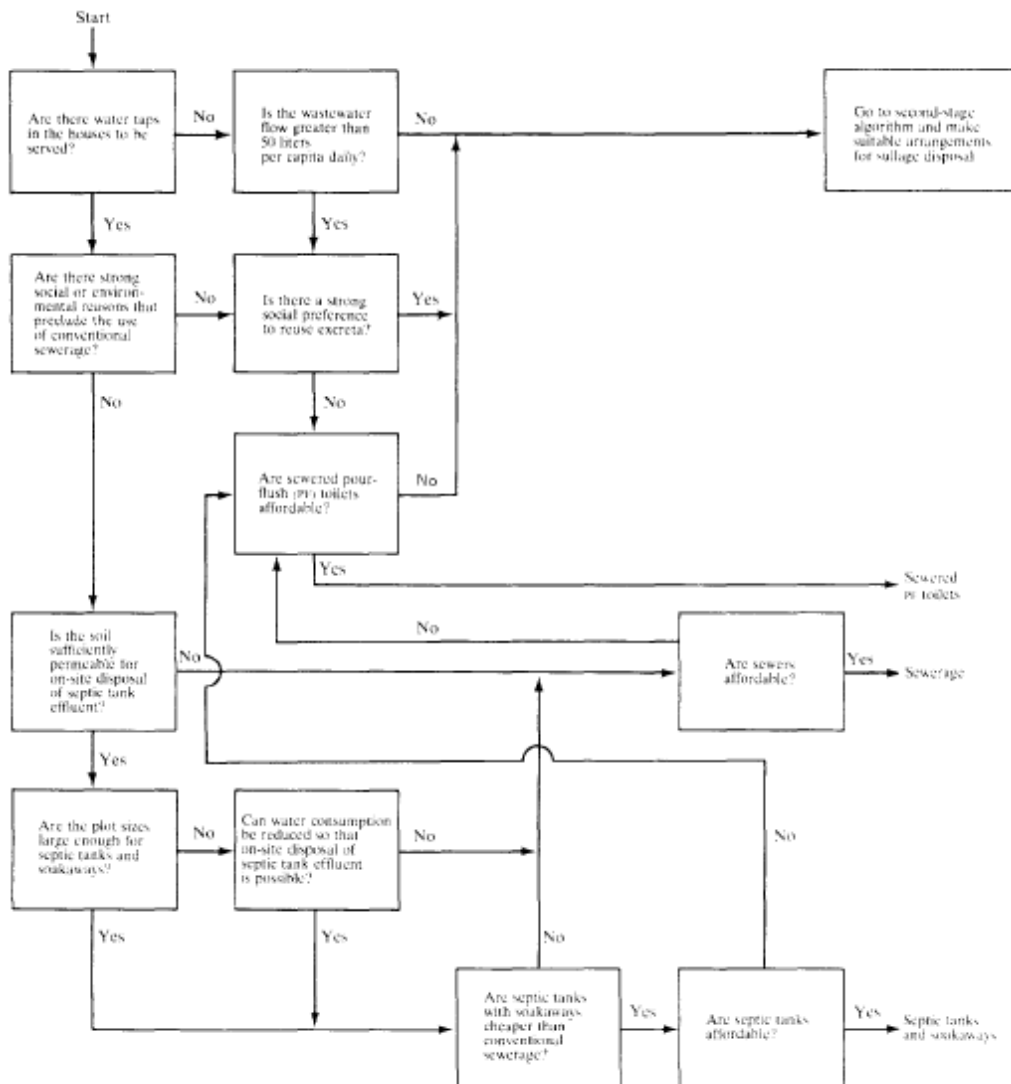 Start
Are there water taps
in the houses to be
served?
No
Is the wastewater
flow greater than
50 liters
per capita daily?
No
Go to second-stage
algorithm and make
suitable arrangements
for sullage disposal
Yes
Yes
Are there strong
social or environ-
mental reasons that
preclude the use
of conventional
sewerage?
No
Is there a strong
social preference
to reuse excreta?
Yes
No
No
Are sewered pour-
flush (PF) toilets
affordable?
No
Yes
Sewered
PF toilets
No
Is the soil
sufficiently
permeable for
on-site disposal
of septic tank
effluent?
No
Are sewers
affordable?
Yes
Sewerage
Yes
Are the plot sizes
large enough for
septic tanks and
soakaways?
No
Can water consumption
be reduced so that
on-site disposal of
septic tank effluent
is possible?
No
No
Yes
Yes
No
Are septic tanks
with soakaways
cheaper than
conventional
sewerage?
Yes
Are septic tanks
affordable?
Yes
Septic tanks
and soakaways